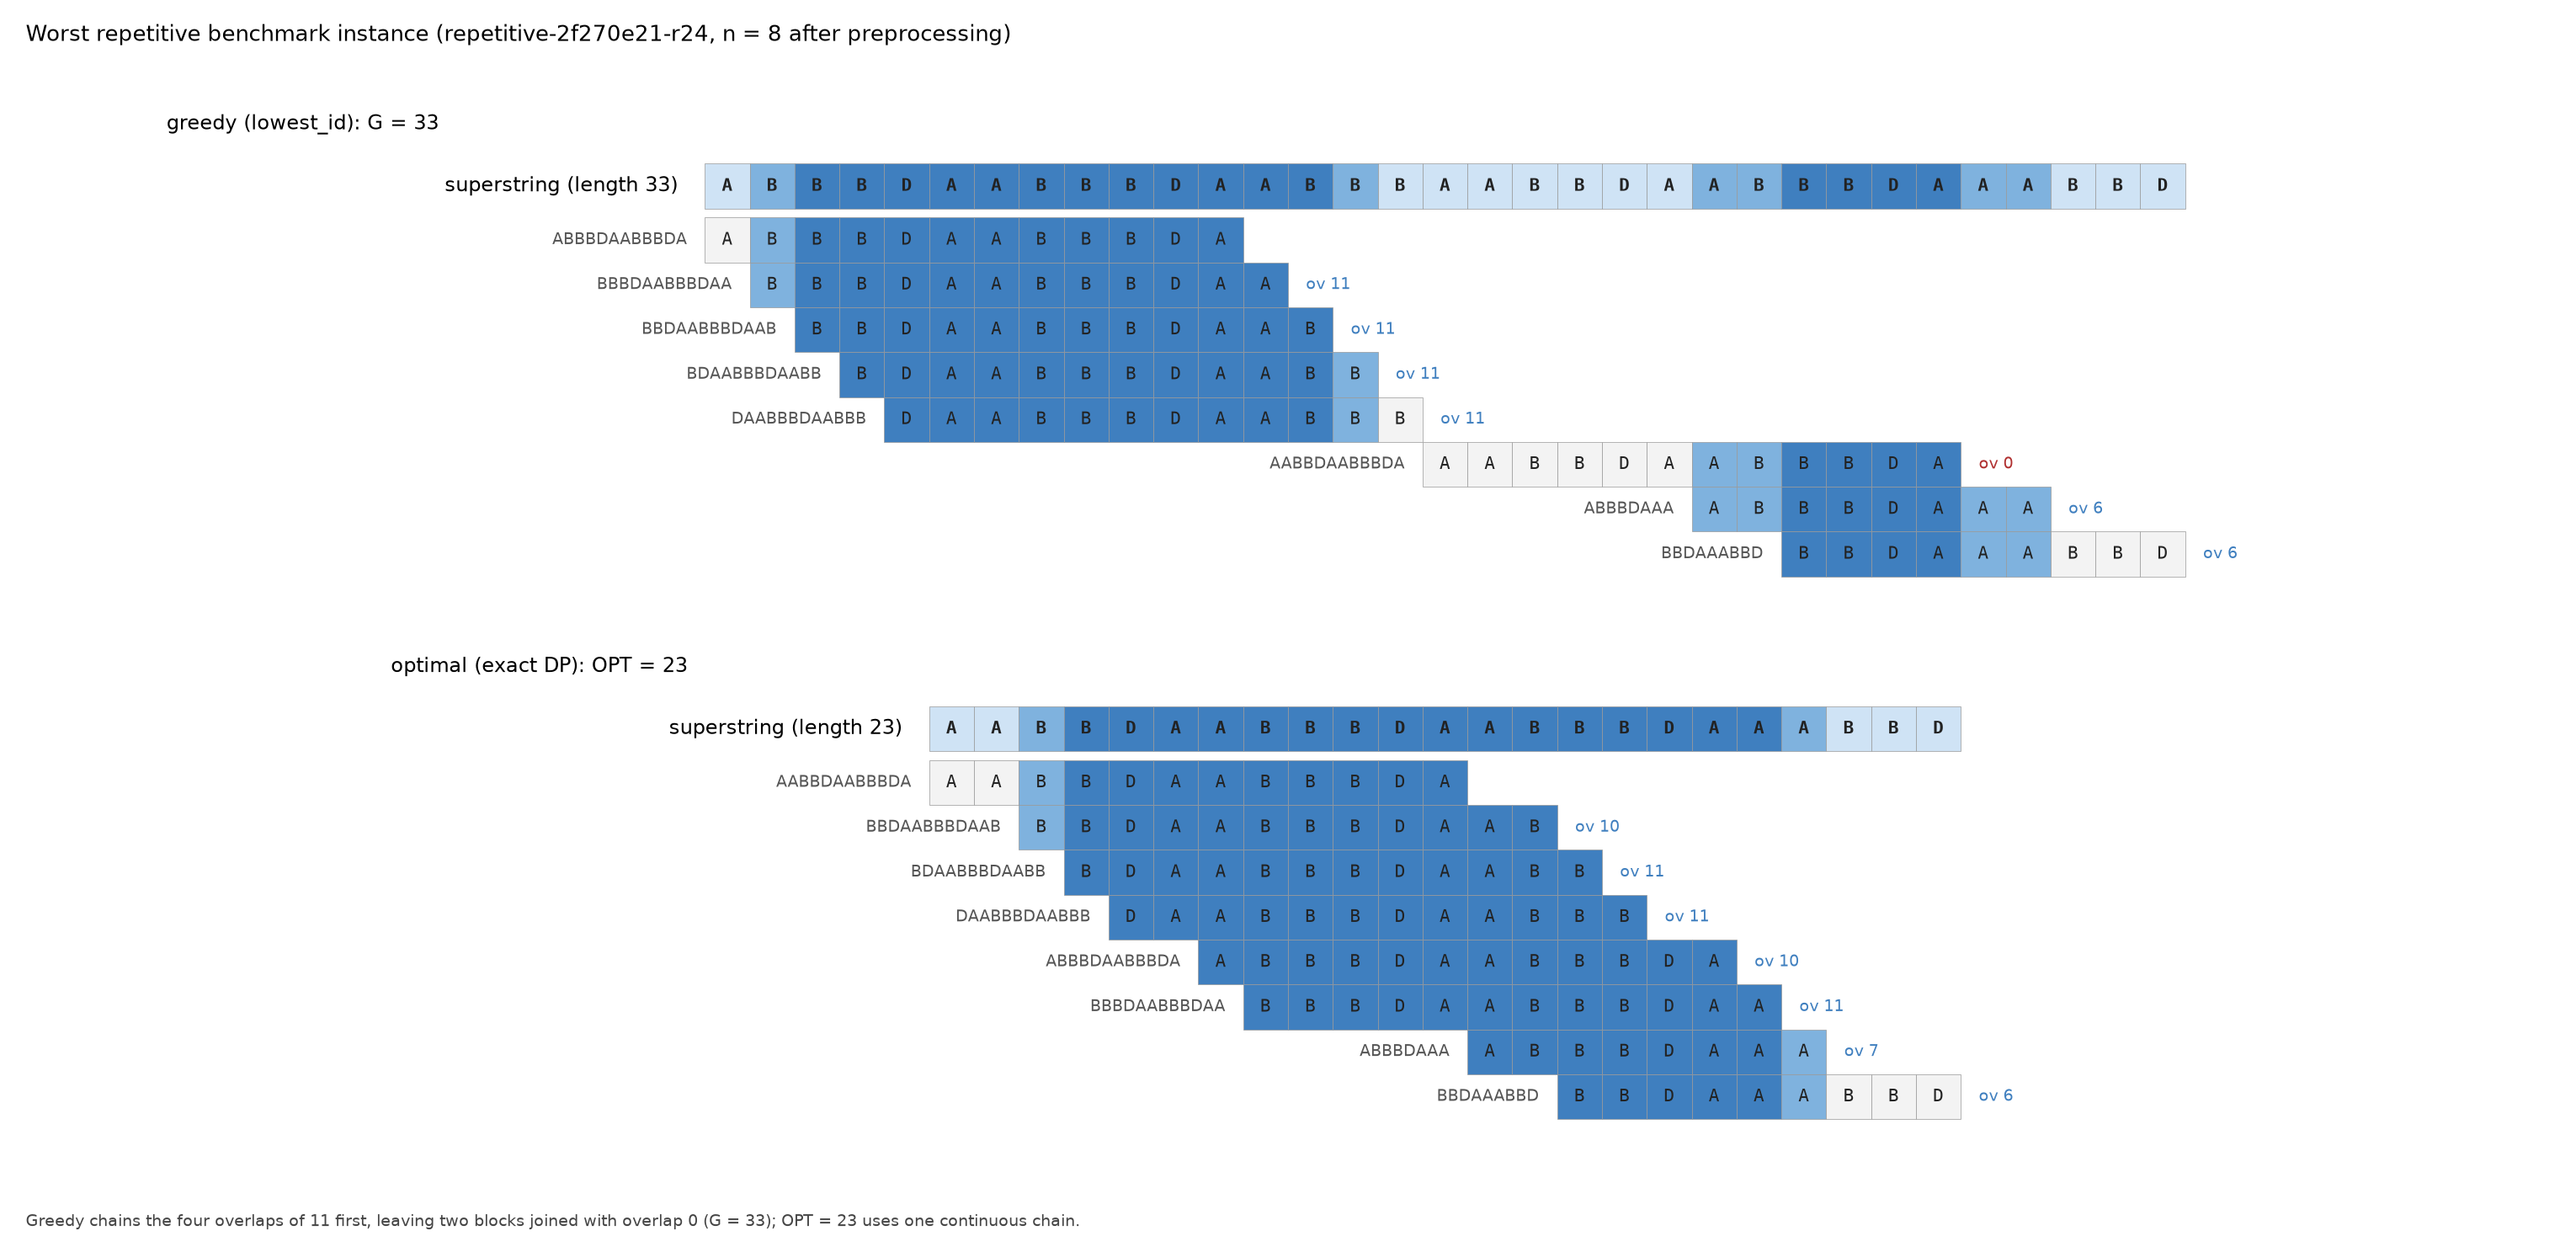 Worst repetitive benchmark instance (repetitive-2f270e21-r24, n = 8 after preprocessing)
greedy (lowest_id): G = 33
superstring (length 33) A B B B D A A B B B D A A B B B A A B B D A A B B B D A A A B B D
ABBBDAABBBDA A B B B D A A B B B D A
BBBDAABBBDAA B B B D A A B B B D A A ov 11
BBDAABBBDAAB B B D A A B B B D A A B ov 11
BDAABBBDAABB B D A A B B B D A A B B ov 11
DAABBBDAABBB D A A B B B D A A B B B ov 11
AABBDAABBBDA A A B B D A A B B B D A ov 0
ABBBDAAA A B B B D A A A ov 6
BBDAAABBD B B D A A A B B D ov 6
optimal (exact DP): OPT = 23
superstring (length 23) A A B B D A A B B B D A A B B B D A A A B B D
AABBDAABBBDA A A B B D A A B B B D A
BBDAABBBDAAB B B D A A B B B D A A B ov 10
BDAABBBDAABB B D A A B B B D A A B B ov 11
DAABBBDAABBB D A A B B B D A A B B B ov 11
ABBBDAABBBDA A B B B D A A B B B D A ov 10
BBBDAABBBDAA B B B D A A B B B D A A ov 11
ABBBDAAA A B B B D A A A ov 7
BBDAAABBD B B D A A A B B D ov 6
Greedy chains the four overlaps of 11 first, leaving two blocks joined with overlap 0 (G = 33); OPT = 23 uses one continuous chain.